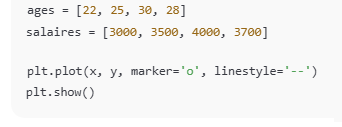 ages = [22, 25, 30, 28]
salaires = [3000, 3500, 4000, 3700]
plt.plot(x, y, marker='o', linestyle='--')
plt.show()